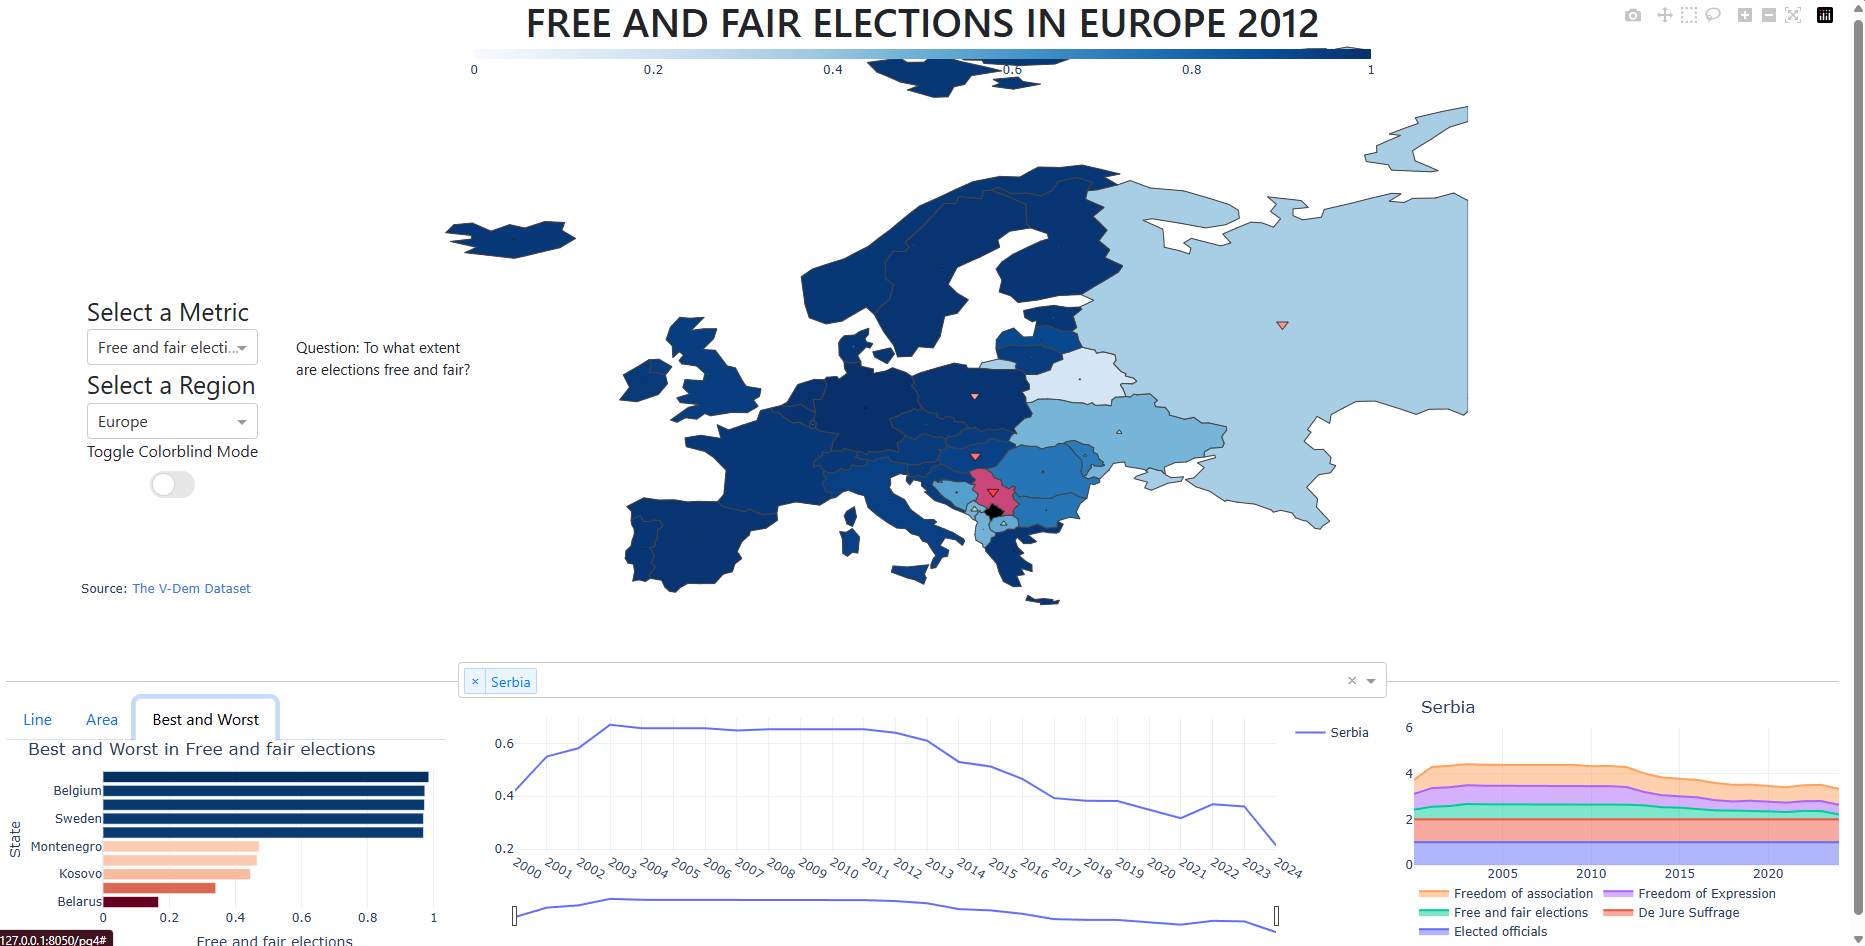 FREE AND FAIR ELECTIONS IN EUROPE 2012
0 0.2 0.4 0.6 0.8 1
Select a Metric
Free and fair electi...
Question: To what extent
are elections free and fair?
Select a Region
Europe
Toggle Colorblind Mode
Source: The V-Dem Dataset
× Serbia
Line Area Best and Worst
Best and Worst in Free and fair elections
State
Belgium
Sweden
Montenegro
Kosovo
Belarus
0 0.2 0.4 0.6 0.8 1
Free and fair elections
127.0.0.1:8050/pg4#
0.6
0.4
0.2
2000 2001 2002 2003 2004 2005 2006 2007 2008 2009 2010 2011 2012 2013 2014 2015 2016 2017 2018 2019 2020 2021 2022 2023 2024
Serbia
Serbia
6
4
2
0
2005 2010 2015 2020
Freedom of association Freedom of Expression
Free and fair elections De Jure Suffrage
Elected officials